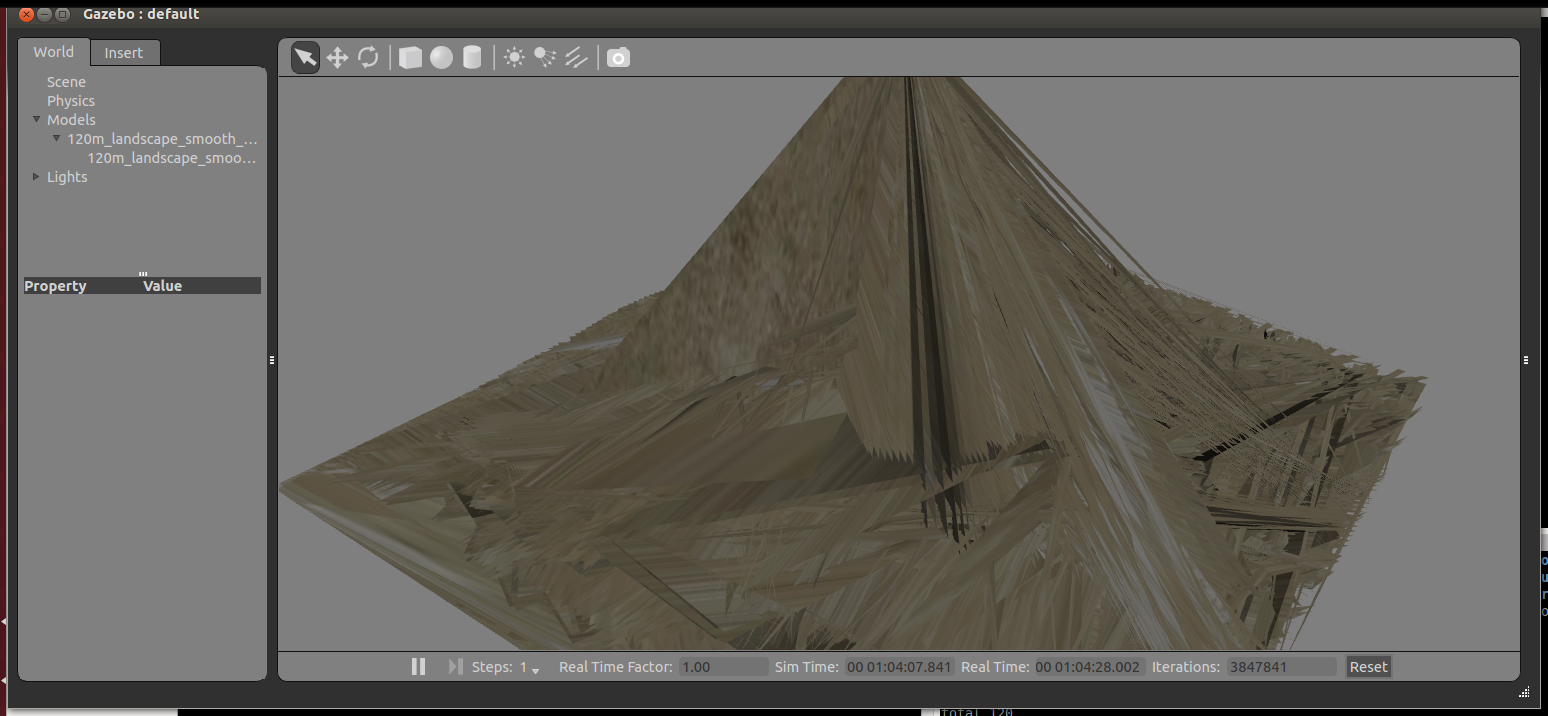 Gazebo : default
World Insert
Scene
Physics
Models
120m_landscape_smooth_...
120m_landscape_smoo...
Lights
Property Value
Steps: 1 Real Time Factor: 1.00 Sim Time: 00 01:04:07.841 Real Time: 00 01:04:28.002 Iterations: 3847841 Reset
total 120